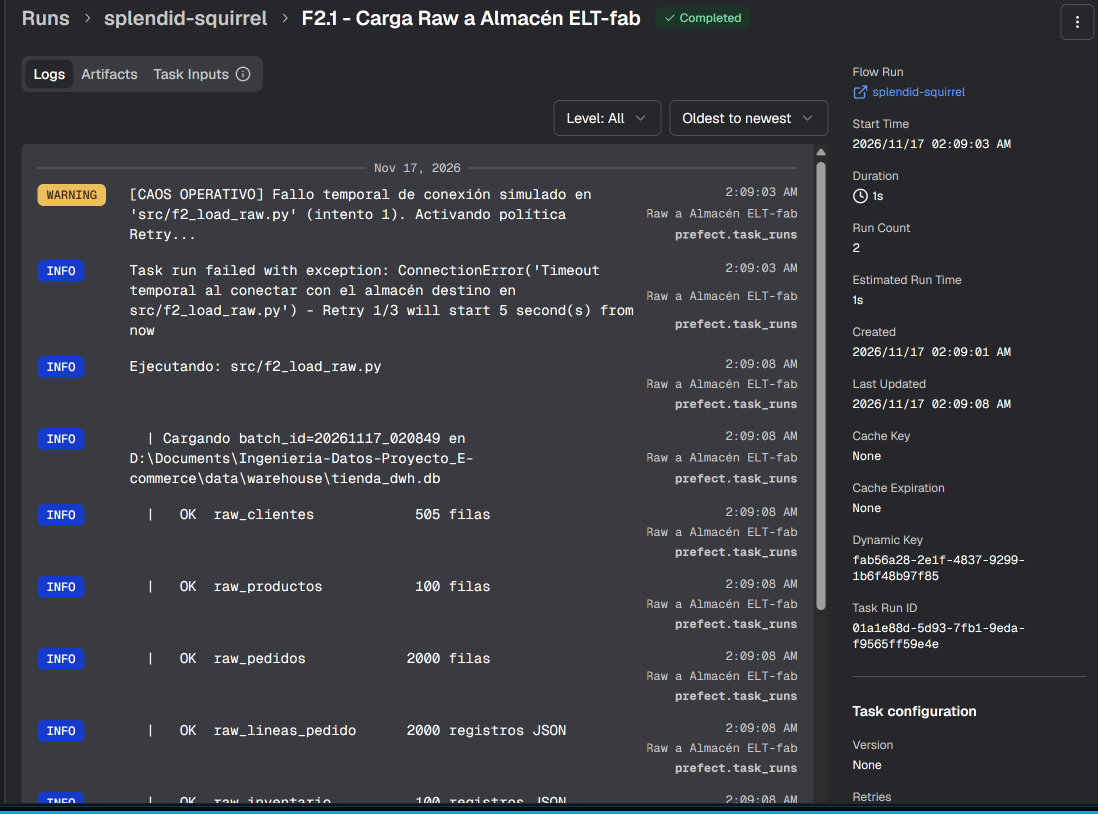 Runs › splendid-squirrel › F2.1 - Carga Raw a Almacén ELT-fab Completed
Logs Artifacts Task Inputs
Level: All Oldest to newest
Nov 17, 2026
WARNING [CAOS OPERATIVO] Fallo temporal de conexión simulado en 2:09:03 AM
'src/f2_load_raw.py' (intento 1). Activando política Raw a Almacén ELT-fab
Retry... prefect.task_runs
INFO Task run failed with exception: ConnectionError('Timeout 2:09:03 AM
temporal al conectar con el almacén destino en Raw a Almacén ELT-fab
src/f2_load_raw.py') - Retry 1/3 will start 5 second(s) from prefect.task_runs
now
INFO Ejecutando: src/f2_load_raw.py 2:09:08 AM
Raw a Almacén ELT-fab
prefect.task_runs
INFO | Cargando batch_id=20261117_020849 en 2:09:08 AM
D:\Documents\Ingenieria-Datos-Proyecto_E- Raw a Almacén ELT-fab
commerce\data\warehouse\tienda_dwh.db prefect.task_runs
INFO | OK raw_clientes 505 filas 2:09:08 AM
Raw a Almacén ELT-fab
prefect.task_runs
INFO | OK raw_productos 100 filas 2:09:08 AM
Raw a Almacén ELT-fab
prefect.task_runs
INFO | OK raw_pedidos 2000 filas 2:09:08 AM
Raw a Almacén ELT-fab
prefect.task_runs
INFO | OK raw_lineas_pedido 2000 registros JSON 2:09:08 AM
Raw a Almacén ELT-fab
prefect.task_runs
INFO | OK raw_inventario 100 registros JSON 2:09:08 AM
Flow Run
splendid-squirrel
Start Time
2026/11/17 02:09:03 AM
Duration
1s
Run Count
2
Estimated Run Time
1s
Created
2026/11/17 02:09:01 AM
Last Updated
2026/11/17 02:09:08 AM
Cache Key
None
Cache Expiration
None
Dynamic Key
fab56a28-2e1f-4837-9299-
1b6f48b97f85
Task Run ID
01a1e88d-5d93-7fb1-9eda-
f9565ff59e4e
Task configuration
Version
None
Retries